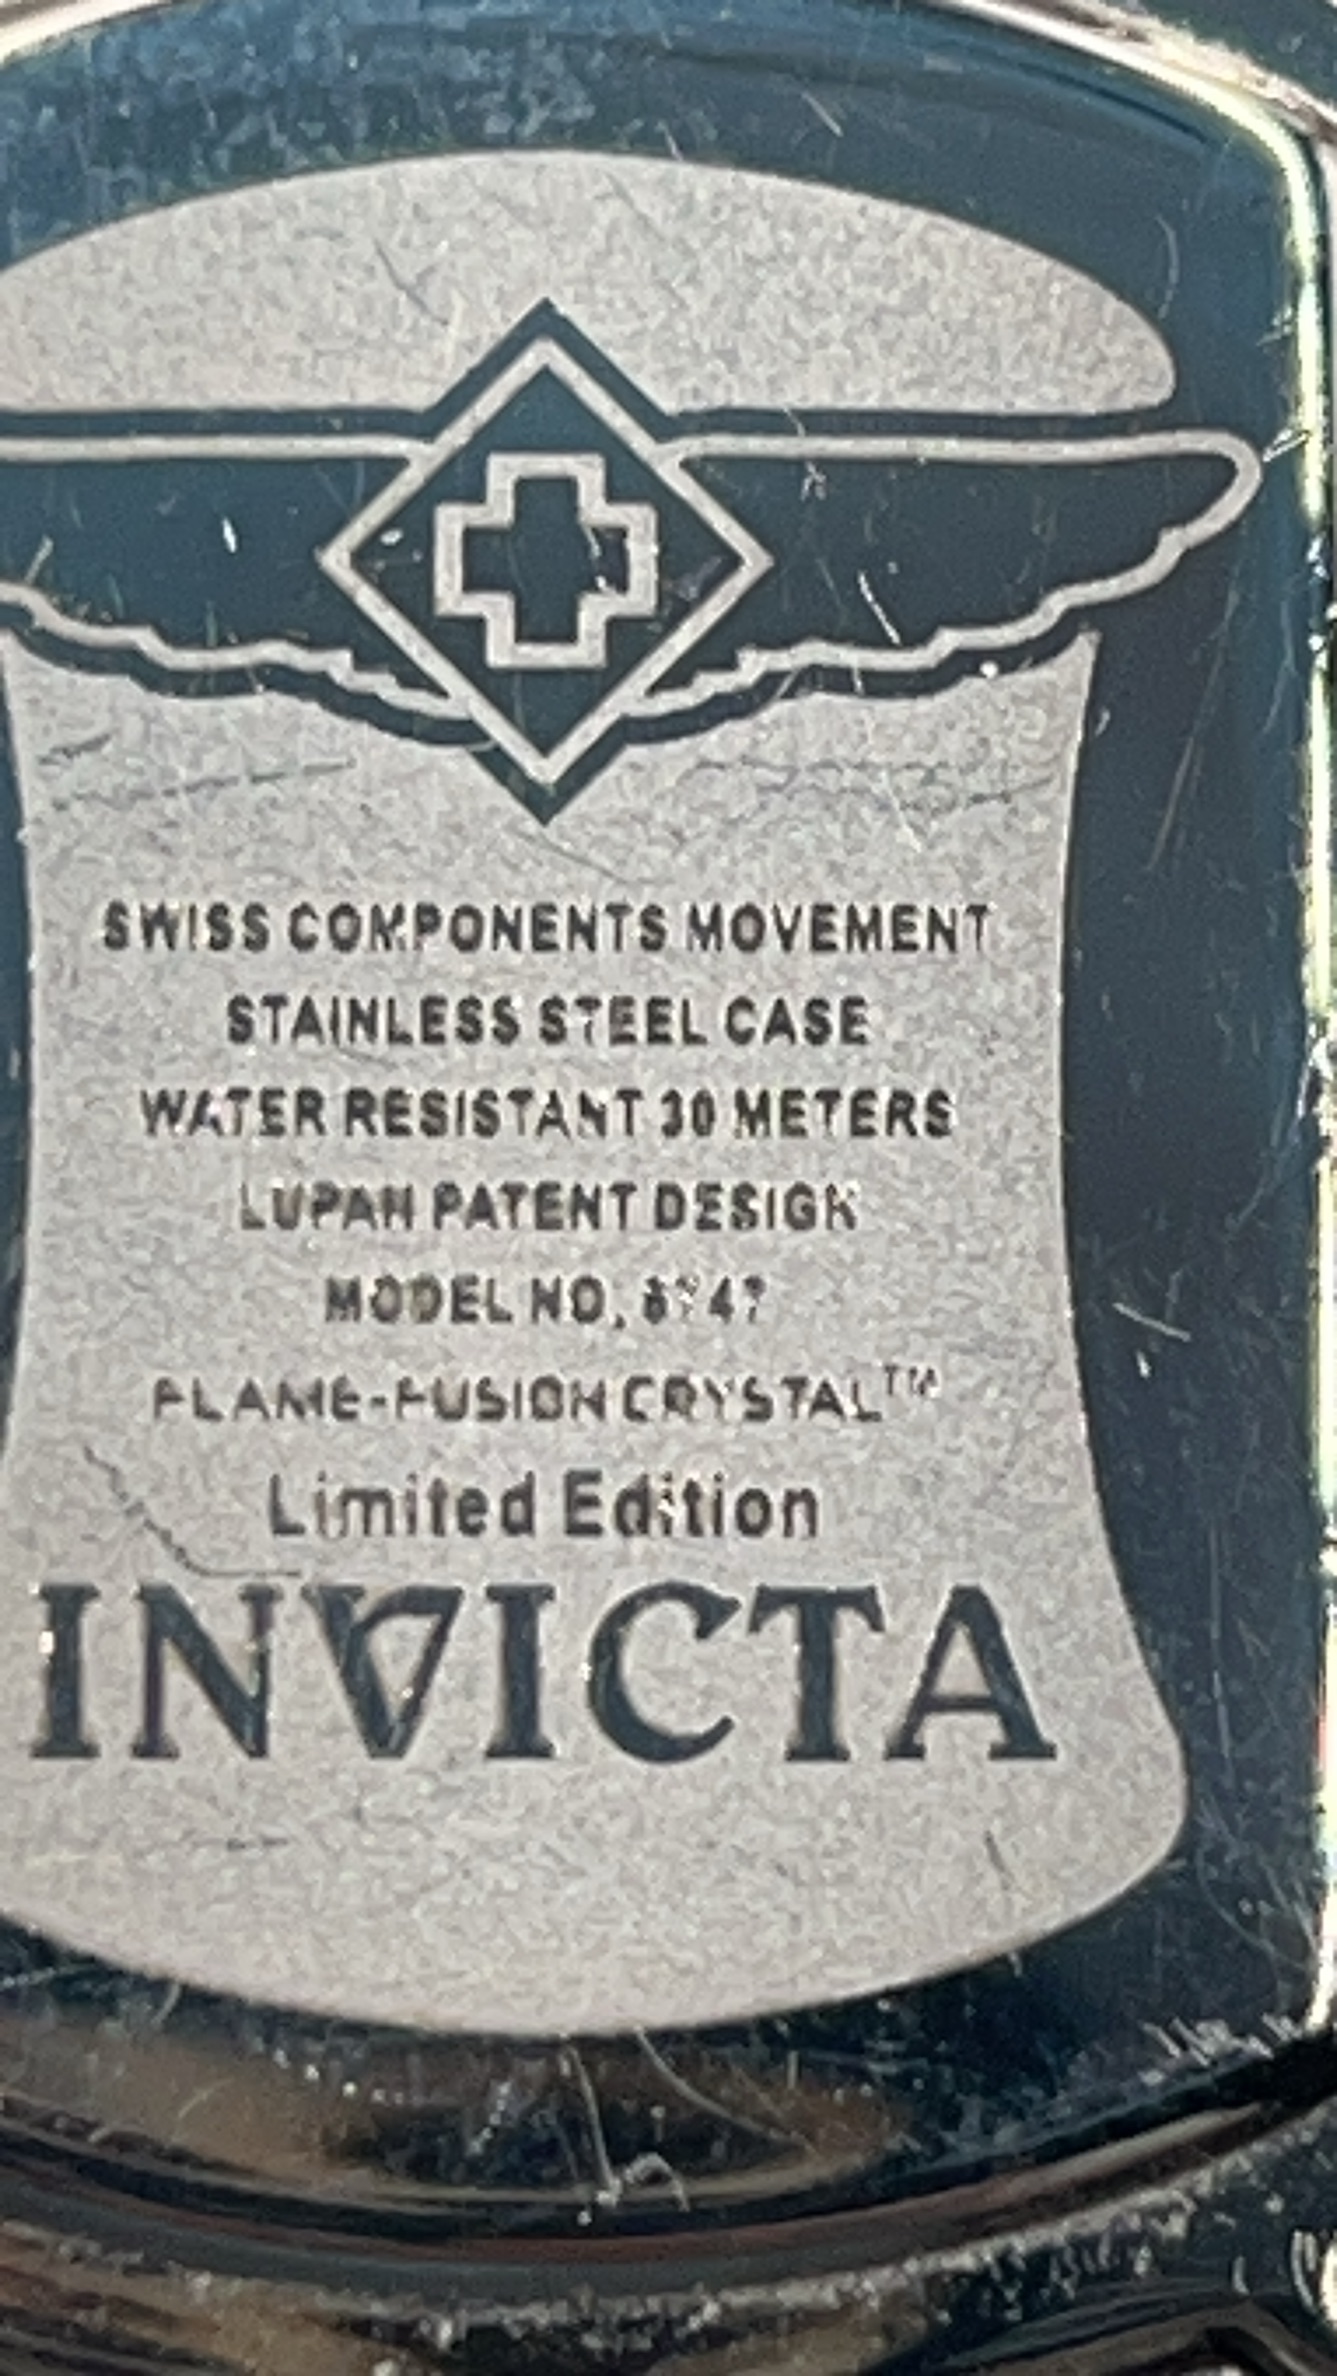 SWISS COMPONENTS MOVEMENT
STAINLESS STEEL CASE
WATER RESISTANT 30 METERS
LUPAH PATENT DESIGN
MODEL NO,
FLAME-FUSION CRYSTAL™
Limited Edition
INVICTA